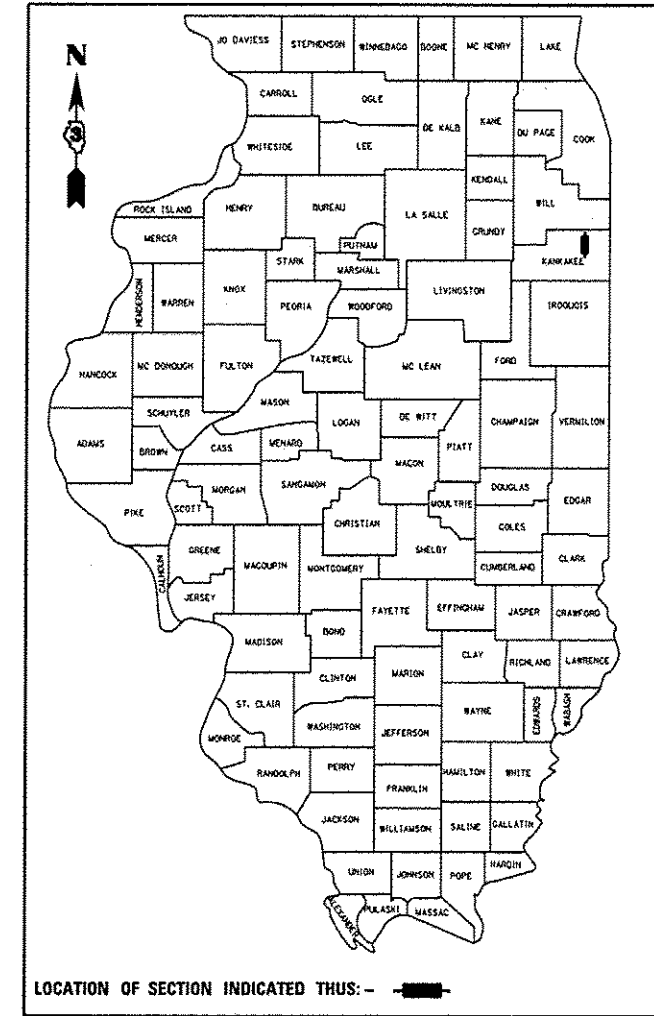 JO DAVIESS STEPHENSON WINNEBAGO BOONE MC HENRY LAKE
N
CARROLL OGLE
DE KALB KANE
3
DU PAGE COOK
WHITESIDE LEE
KENDALL
WILL
ROCK ISLAND HENRY BUREAU LA SALLE GRUNDY
MERCER PUTNAM KANKAKEE
STARK MARSHALL
HENDERSON WARREN KNOX LIVINGSTON
PEORIA WOODFORD IROQUOIS
HANCOCK MC DONOUGH FULTON TAZEWELL MC LEAN FORD
MASON
SCHUYLER DE WITT
ADAMS LOGAN CHAMPAIGN VERMILION
BROWN CASS MENARD PIATT
MACON
MORGAN SANGAMON DOUGLAS
PIKE SCOTT MOULTRIE EDGAR
CHRISTIAN COLES
GREENE SHELBY
CALHOUN MACOUPIN MONTGOMERY CUMBERLAND CLARK
JERSEY
FAYETTE EFFINGHAM JASPER CRAWFORD
MADISON BOND
CLAY
CLINTON MARION RICHLAND LAWRENCE
ST. CLAIR
WASHINGTON JEFFERSON WAYNE EDWARDS WABASH
MONROE
PERRY
RANDOLPH HAMILTON WHITE
FRANKLIN
JACKSON
WILLIAMSON SALINE GALLATIN
HARDIN
UNION JOHNSON POPE
ALEXANDER PULASKI MASSAC
LOCATION OF SECTION INDICATED THUS: -